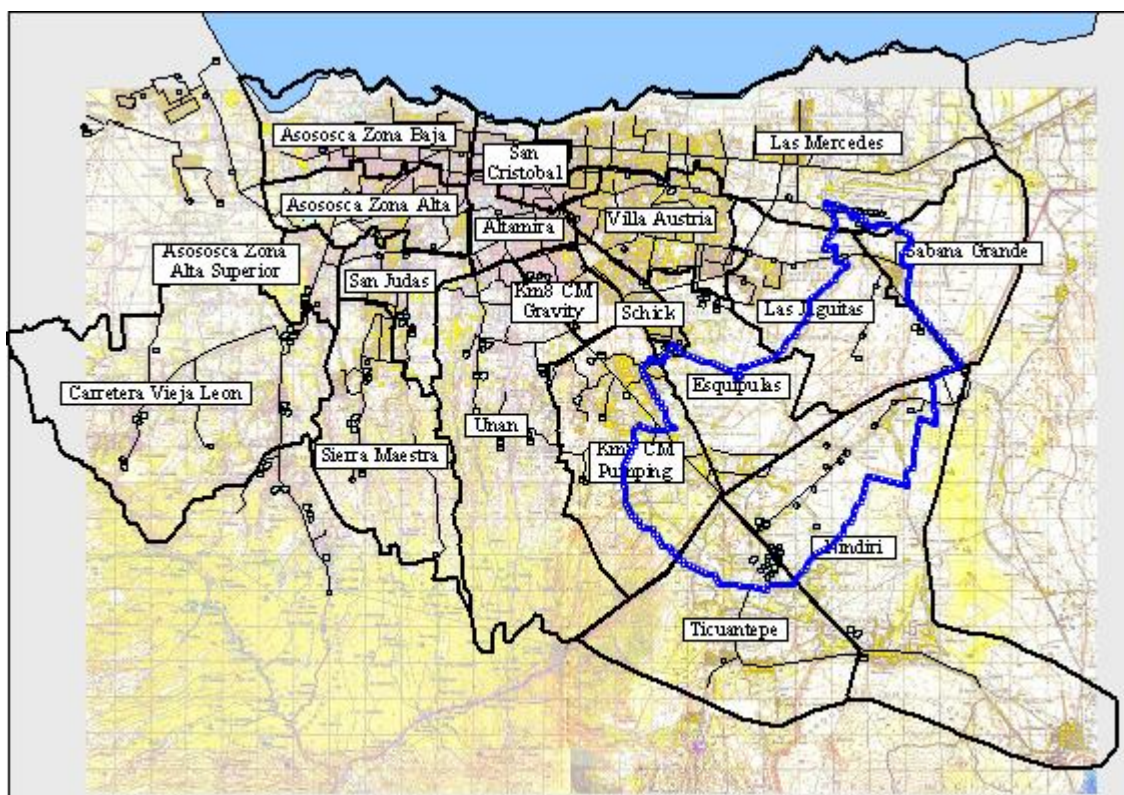 Asososca Zona Baja
San
Cristobal
Las Mercedes
Asososca Zona Alta
Altamira
Villa Austria
Asososca Zona
Alta Superior
San Judas
Km8 CM
Gravity
Schick
Las Jaguitas
Sabana Grande
Carretera Vieja Leon
Esquipulas
Unan
Sierra Maestra
Km8 CM
Pumping
Nindiri
Ticuantepe